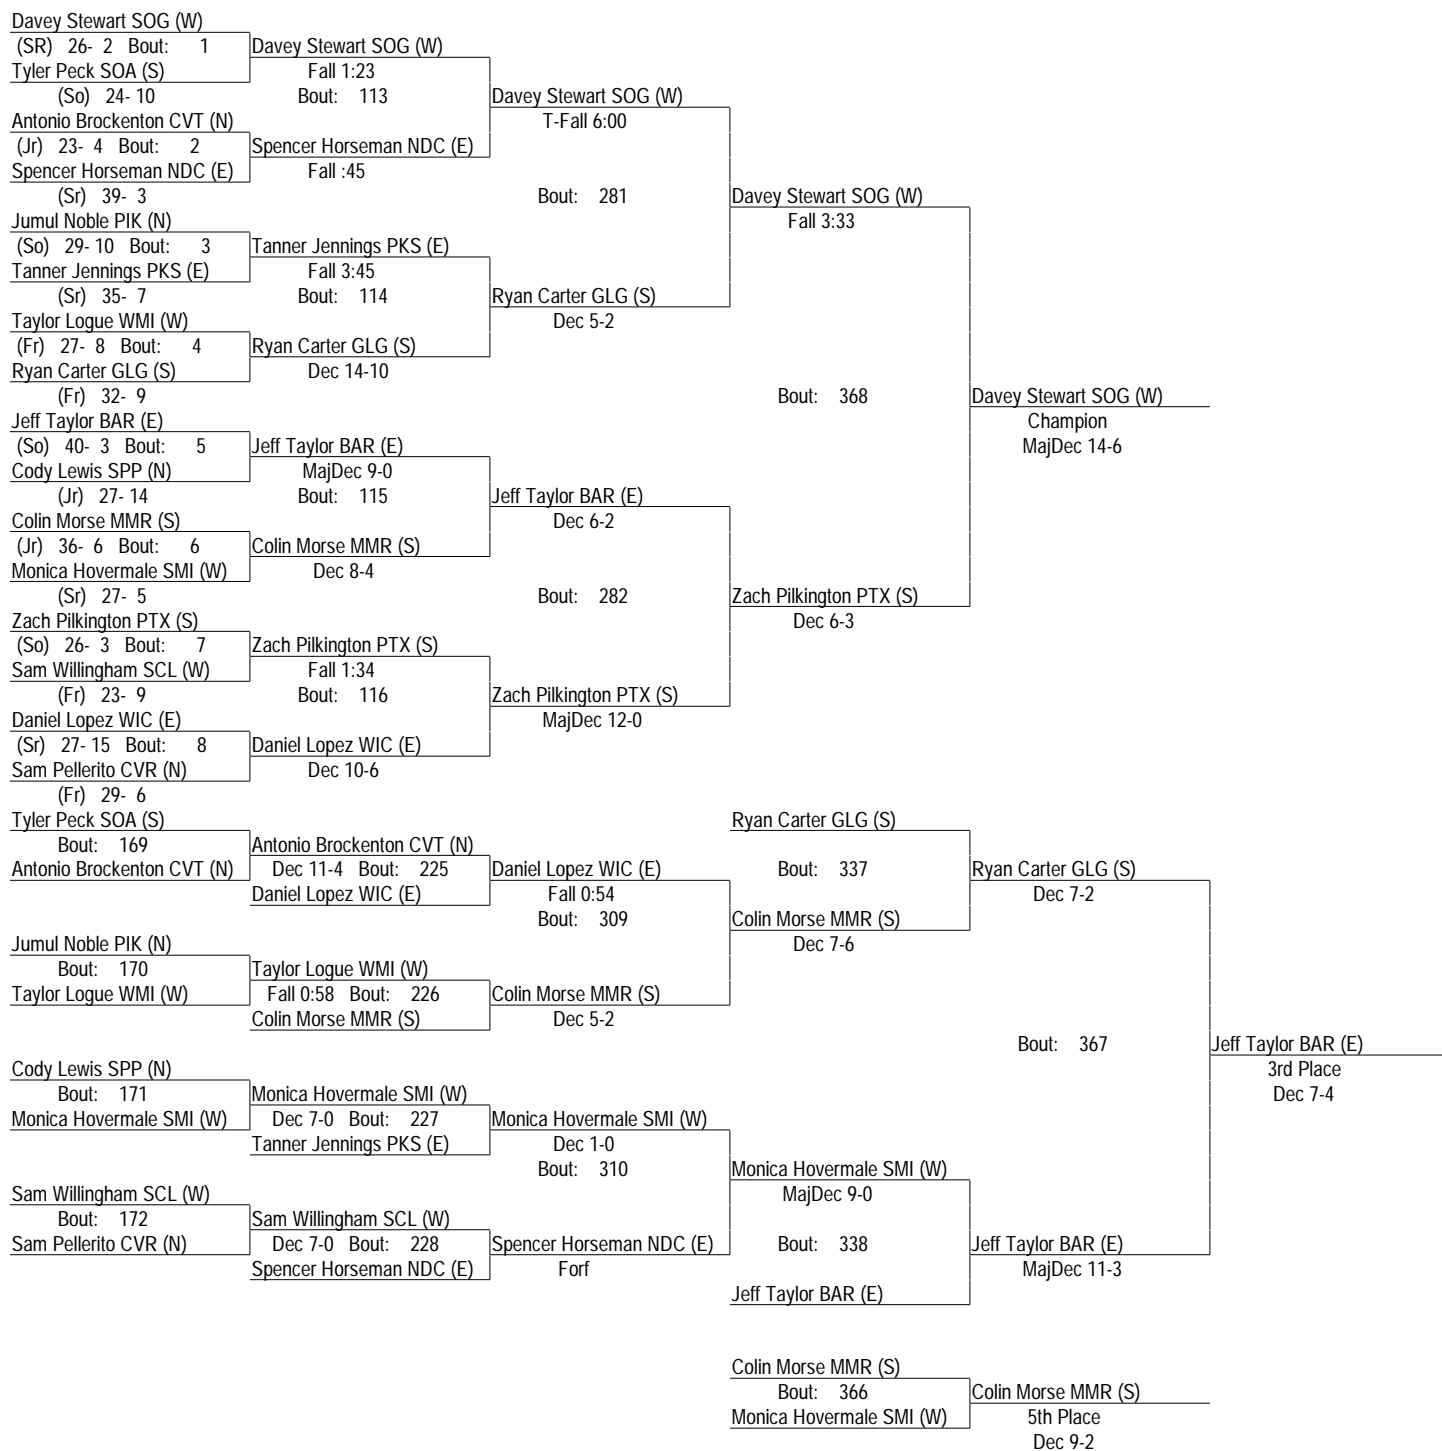 Davey Stewart SOG (W)
(SR) 26- 2 Bout: 1
Davey Stewart SOG (W)
Tyler Peck SOA (S)
Fall 1:23
(So) 24- 10
Bout: 113
Davey Stewart SOG (W)
Antonio Brockenton CVT (N)
T-Fall 6:00
(Jr) 23- 4 Bout: 2
Spencer Horseman NDC (E)
Spencer Horseman NDC (E)
Fall :45
(Sr) 39- 3
Bout: 281
Davey Stewart SOG (W)
Jumul Noble PIK (N)
Fall 3:33
(So) 29- 10 Bout: 3
Tanner Jennings PKS (E)
Tanner Jennings PKS (E)
Fall 3:45
(Sr) 35- 7
Bout: 114
Ryan Carter GLG (S)
Taylor Logue WMI (W)
Dec 5-2
(Fr) 27- 8 Bout: 4
Ryan Carter GLG (S)
Ryan Carter GLG (S)
Dec 14-10
(Fr) 32- 9
Bout: 368
Davey Stewart SOG (W)
Jeff Taylor BAR (E)
Champion
(So) 40- 3 Bout: 5
Jeff Taylor BAR (E)
MajDec 14-6
Cody Lewis SPP (N)
MajDec 9-0
(Jr) 27- 14
Bout: 115
Jeff Taylor BAR (E)
Colin Morse MMR (S)
Dec 6-2
(Jr) 36- 6 Bout: 6
Colin Morse MMR (S)
Monica Hovermale SMI (W)
Dec 8-4
(Sr) 27- 5
Bout: 282
Zach Pilkington PTX (S)
Zach Pilkington PTX (S)
Dec 6-3
(So) 26- 3 Bout: 7
Zach Pilkington PTX (S)
Sam Willingham SCL (W)
Fall 1:34
(Fr) 23- 9
Bout: 116
Zach Pilkington PTX (S)
Daniel Lopez WIC (E)
MajDec 12-0
(Sr) 27- 15 Bout: 8
Daniel Lopez WIC (E)
Sam Pellerito CVR (N)
Dec 10-6
(Fr) 29- 6
Tyler Peck SOA (S)
Ryan Carter GLG (S)
Bout: 169
Antonio Brockenton CVT (N)
Antonio Brockenton CVT (N)
Dec 11-4 Bout: 225
Daniel Lopez WIC (E)
Bout: 337
Ryan Carter GLG (S)
Daniel Lopez WIC (E)
Fall 0:54
Dec 7-2
Bout: 309
Colin Morse MMR (S)
Jumul Noble PIK (N)
Dec 7-6
Bout: 170
Taylor Logue WMI (W)
Taylor Logue WMI (W)
Fall 0:58 Bout: 226
Colin Morse MMR (S)
Colin Morse MMR (S)
Dec 5-2
Bout: 367
Jeff Taylor BAR (E)
Cody Lewis SPP (N)
3rd Place
Bout: 171
Monica Hovermale SMI (W)
Dec 7-4
Monica Hovermale SMI (W)
Dec 7-0 Bout: 227
Monica Hovermale SMI (W)
Tanner Jennings PKS (E)
Dec 1-0
Bout: 310
Monica Hovermale SMI (W)
Sam Willingham SCL (W)
MajDec 9-0
Bout: 172
Sam Willingham SCL (W)
Sam Pellerito CVR (N)
Dec 7-0 Bout: 228
Spencer Horseman NDC (E)
Bout: 338
Jeff Taylor BAR (E)
Spencer Horseman NDC (E)
Forf
MajDec 11-3
Jeff Taylor BAR (E)
Colin Morse MMR (S)
Bout: 366
Colin Morse MMR (S)
Monica Hovermale SMI (W)
5th Place
Dec 9-2